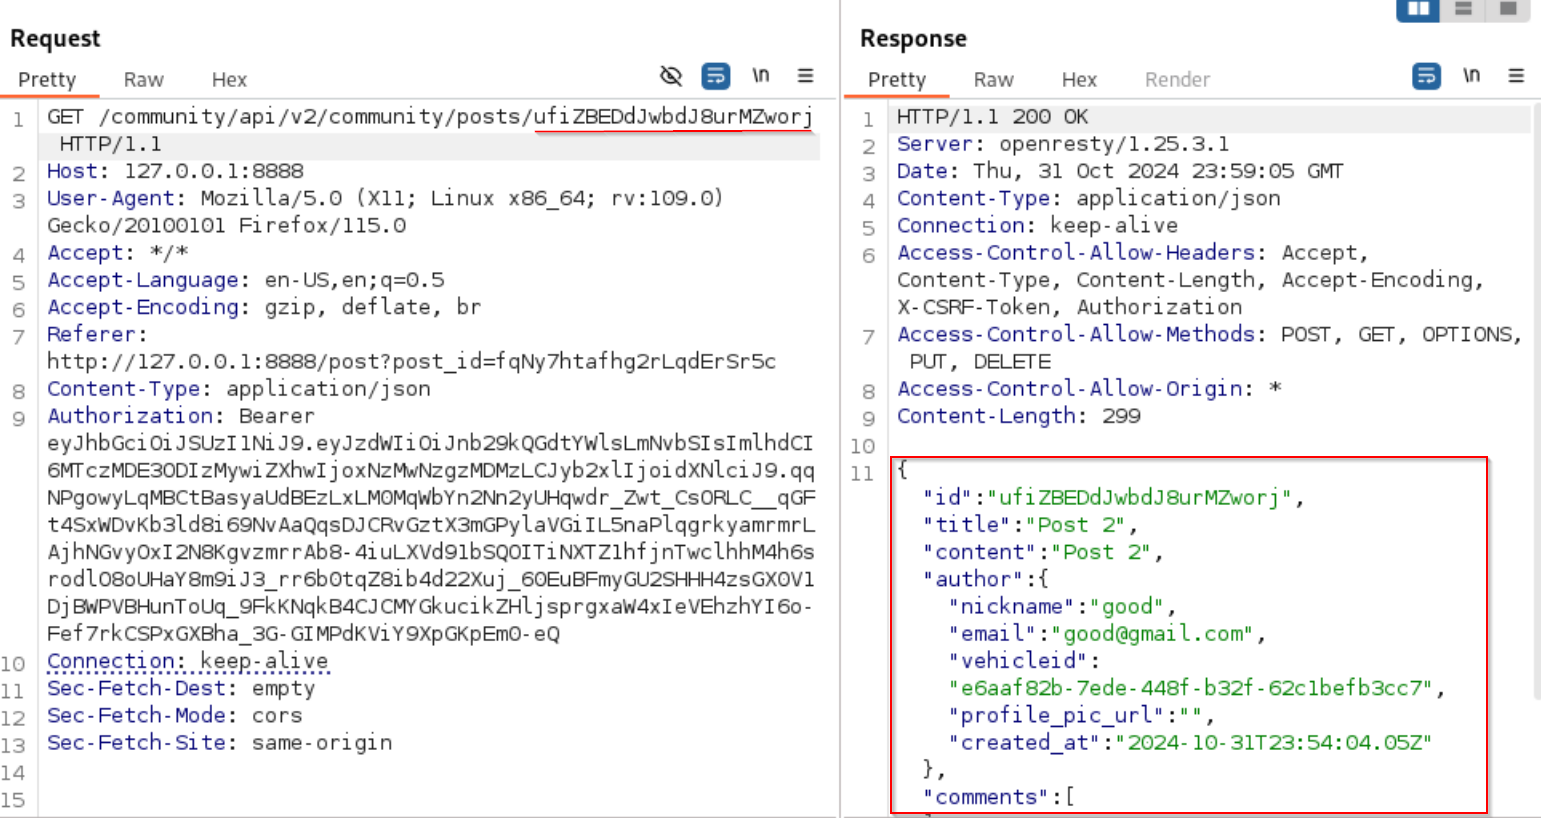 Request
Pretty Raw Hex \n
1 GET /community/api/v2/community/posts/ufiZBEDdJwbdJ8urMZworj
HTTP/1.1
2 Host: 127.0.0.1:8888
3 User-Agent: Mozilla/5.0 (X11; Linux x86_64; rv:109.0)
Gecko/20100101 Firefox/115.0
4 Accept: */*
5 Accept-Language: en-US,en;q=0.5
6 Accept-Encoding: gzip, deflate, br
7 Referer:
http://127.0.0.1:8888/post?post_id=fqNy7htafhg2rLqdErSr5c
8 Content-Type: application/json
9 Authorization: Bearer
eyJhbGciOiJSUzI1NiJ9.eyJzdWIiOiJnb29kQGdtYWlsLmNvbSIsImlhdCI
6MTczMDE3ODIzMywiZXhwIjoxNzMwNzgzMDMzLCJyb2xlIjoidXNlciJ9.qq
NPgowyLqMBCtBasyaUdBEzLxLM0MqWbYn2Nn2yUHqwdr_Zwt_CsORLC__qGF
t4SxWDvKb3ld8i69NvAaQqsDJCRvGztX3mGPylaVGiIL5naPlqgrkyamrmrL
AjhNGvyOxI2N8KgvzmrrAb8-4iuLXVd91bSQ0ITiNXTZ1hfjnTwclhhM4h6s
rodlO8oUHaY8m9iJ3_rr6b0tqZ8ib4d22Xuj_60EuBFmyGU2SHHH4zsGX0V1
DjBWPVBHunToUq_9FkKNqkB4CJCMYGkucikZHljsprgxaW4xIeVEhzhYI6o-
Fef7rkCSPxGXBha_3G-GIMPdKViY9XpGKpEm0-eQ
10 Connection: keep-alive
11 Sec-Fetch-Dest: empty
12 Sec-Fetch-Mode: cors
13 Sec-Fetch-Site: same-origin
14
15
Response
Pretty Raw Hex Render \n
1 HTTP/1.1 200 OK
2 Server: openresty/1.25.3.1
3 Date: Thu, 31 Oct 2024 23:59:05 GMT
4 Content-Type: application/json
5 Connection: keep-alive
6 Access-Control-Allow-Headers: Accept,
Content-Type, Content-Length, Accept-Encoding,
X-CSRF-Token, Authorization
7 Access-Control-Allow-Methods: POST, GET, OPTIONS,
PUT, DELETE
8 Access-Control-Allow-Origin: *
9 Content-Length: 299
10
11 {
"id":"ufiZBEDdJwbdJ8urMZworj",
"title":"Post 2",
"content":"Post 2",
"author":{
"nickname":"good",
"email":"good@gmail.com",
"vehicleid":
"e6aaf82b-7ede-448f-b32f-62c1befb3cc7",
"profile_pic_url":"",
"created_at":"2024-10-31T23:54:04.05Z"
},
"comments":[